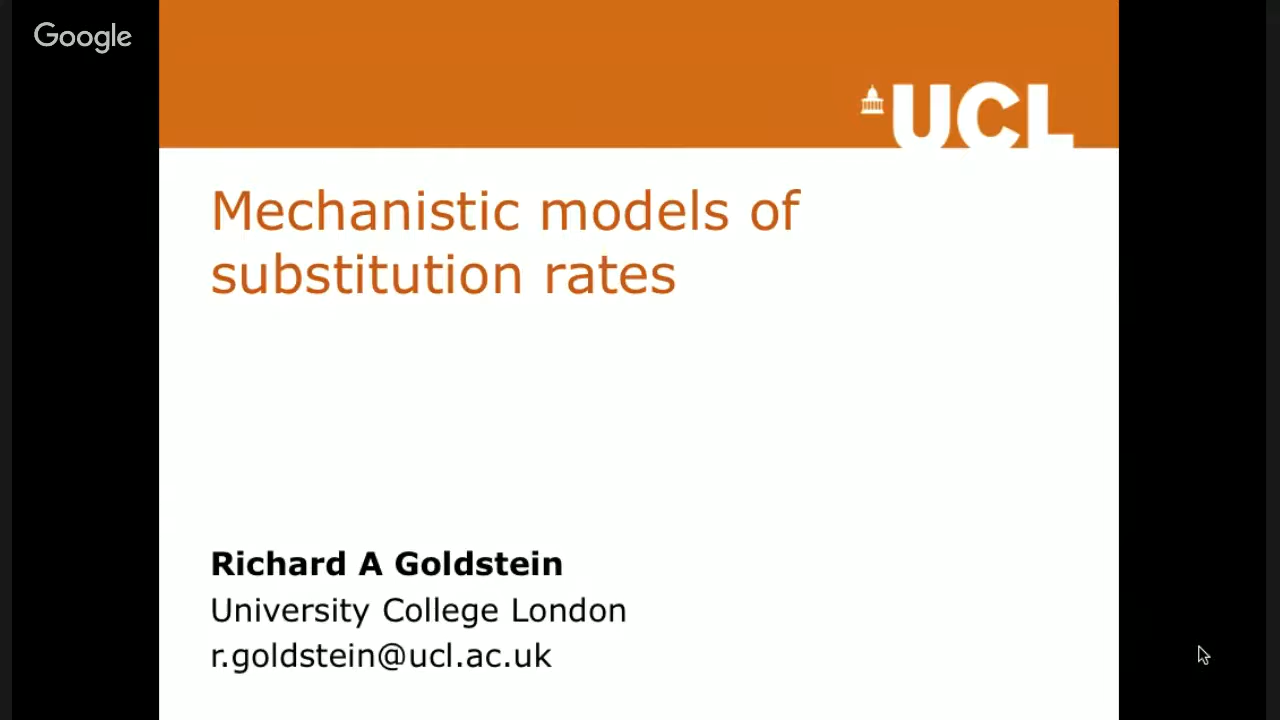 Google
UCL
Mechanistic models of
substitution rates
Richard A Goldstein
University College London
r.goldstein@ucl.ac.uk